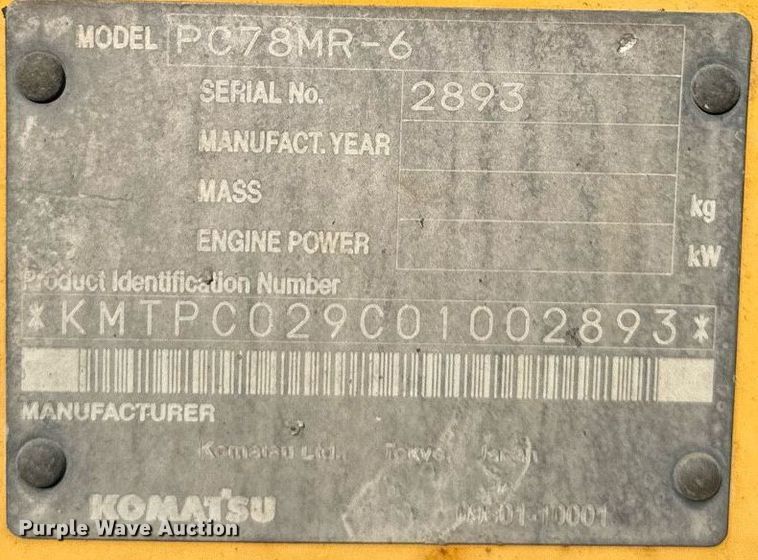 MODEL PC78MR-6
SERIAL No. 2893
MANUFACT. YEAR
MASS kg
ENGINE POWER kW
Product Identification Number
*KMTPC029C01002893*
MANUFACTURER
Komatsu Ltd. Tokyo, Japan
KOMATSU
Purple Wave Auction